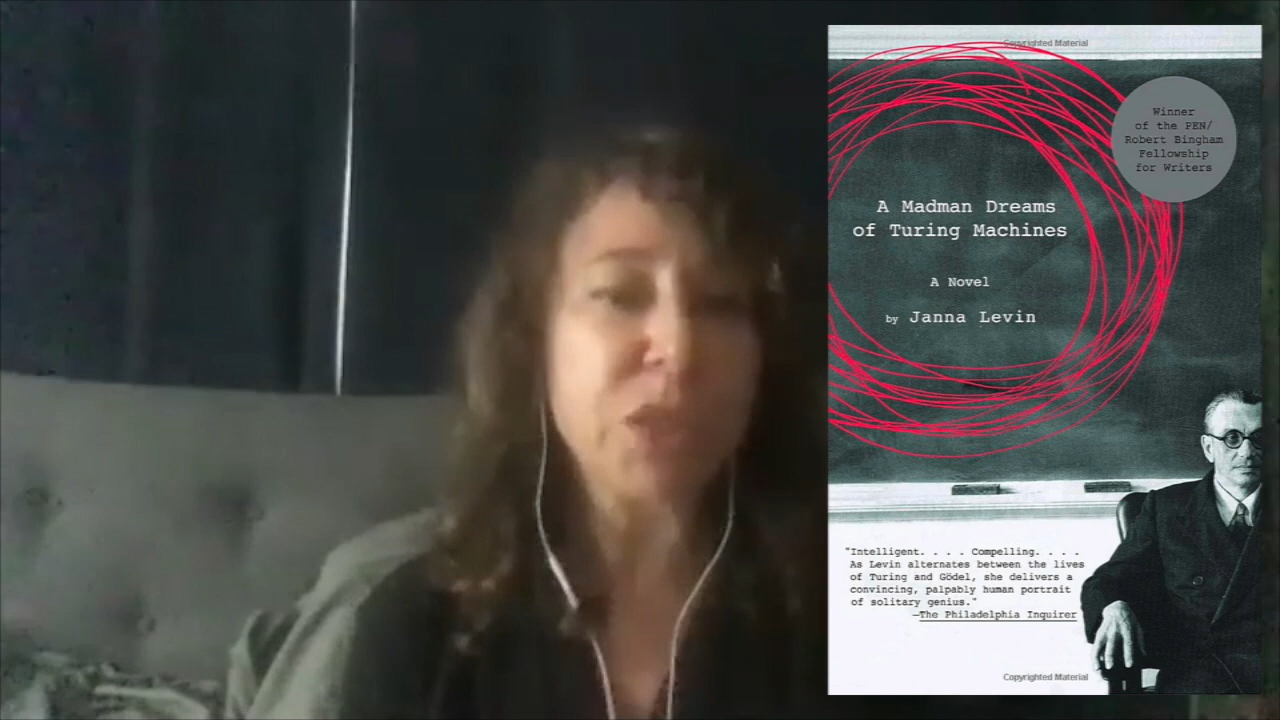 Copyrighted Material
Winner
of the PEN/
Robert Bingham
Fellowship
for Writers
A Madman Dreams
of Turing Machines
A Novel
by Janna Levin
"Intelligent. . . . Compelling. . . .
As Levin alternates between the lives
of Turing and Gödel, she delivers a
convincing, palpably human portrait
of solitary genius."
—The Philadelphia Inquirer
Copyrighted Material